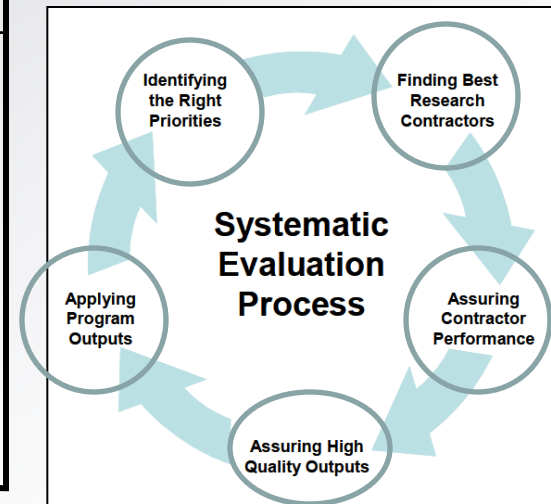 Identifying
the Right
Priorities
Finding Best
Research
Contractors
Systematic
Evaluation
Process
Applying
Program
Outputs
Assuring
Contractor
Performance
Assuring High
Quality Outputs